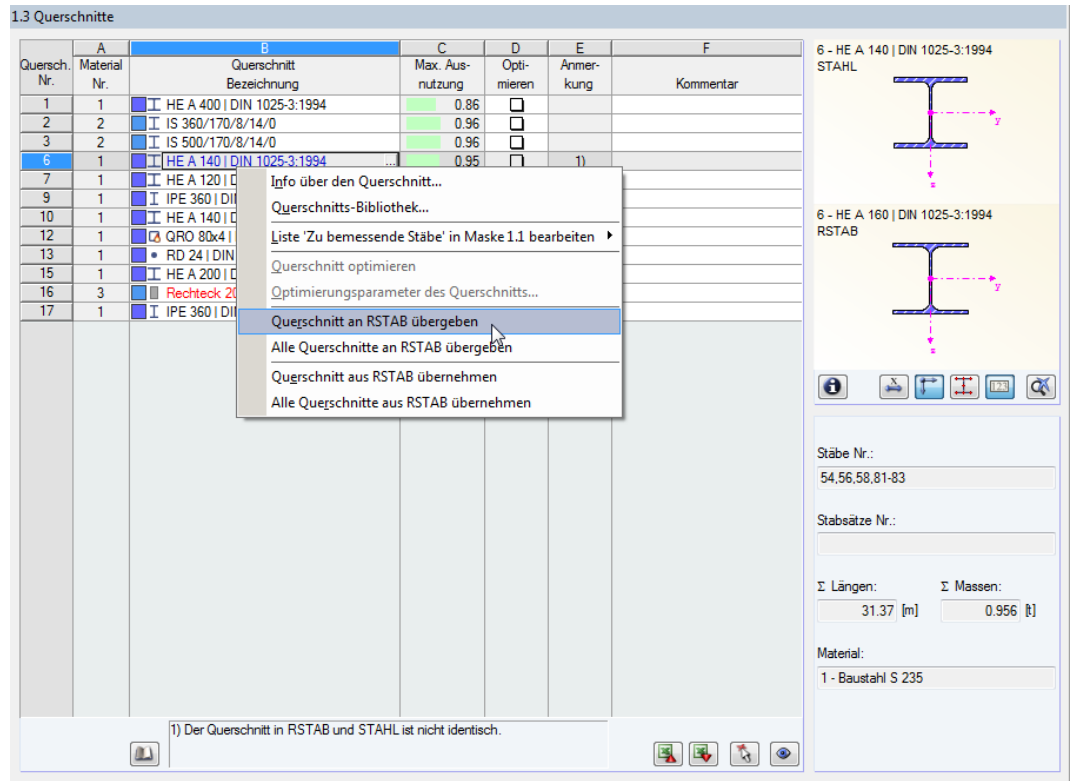 1.3 Querschnitte
A B C D E F
Quersch. Nr. Material Nr. Querschnitt Bezeichnung Max. Aus-nutzung Opti-mieren Anmer-kung Kommentar
1 1 HE A 400 | DIN 1025-3:1994 0.86
2 2 IS 360/170/8/14/0 0.96
3 2 IS 500/170/8/14/0 0.96
6 1 HE A 140 | DIN 1025-3:1994 ... 0.95 1)
7 1 HE A 120 | D
9 1 IPE 360 | DI
10 1 HE A 140 | D
12 1 QRO 80x4 |
13 1 RD 24 | DIN
15 1 HE A 200 | D
16 3 Rechteck 20
17 1 IPE 360 | DI
Info über den Querschnitt...
Querschnitts-Bibliothek...
Liste 'Zu bemessende Stäbe' in Maske 1.1 bearbeiten
Querschnitt optimieren
Optimierungsparameter des Querschnitts...
Querschnitt an RSTAB übergeben
Alle Querschnitte an RSTAB übergeben
Querschnitt aus RSTAB übernehmen
Alle Querschnitte aus RSTAB übernehmen
1) Der Querschnitt in RSTAB und STAHL ist nicht identisch.
6 - HE A 140 | DIN 1025-3:1994
STAHL
y
z
6 - HE A 160 | DIN 1025-3:1994
RSTAB
y
z
x
123
Stäbe Nr.:
54,56,58,81-83
Stabsätze Nr.:
Σ Längen: Σ Massen:
31.37 [m] 0.956 [t]
Material:
1 - Baustahl S 235